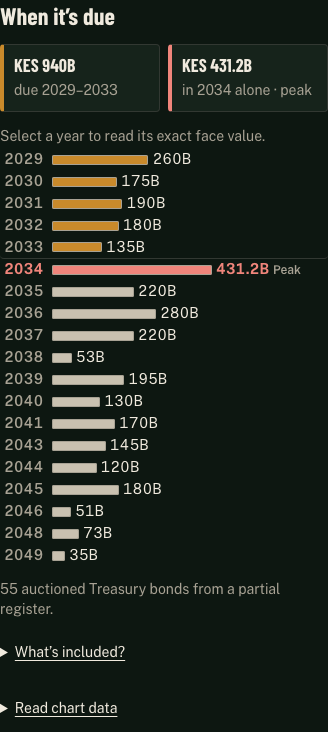 When it's due
KES 940B
due 2029–2033
KES 431.2B
in 2034 alone · peak
Select a year to read its exact face value.
2029 260B
2030 175B
2031 190B
2032 180B
2033 135B
2034 431.2B Peak
2035 220B
2036 280B
2037 220B
2038 53B
2039 195B
2040 130B
2041 170B
2043 145B
2044 120B
2045 180B
2046 51B
2048 73B
2049 35B
55 auctioned Treasury bonds from a partial
register.
What's included?
Read chart data